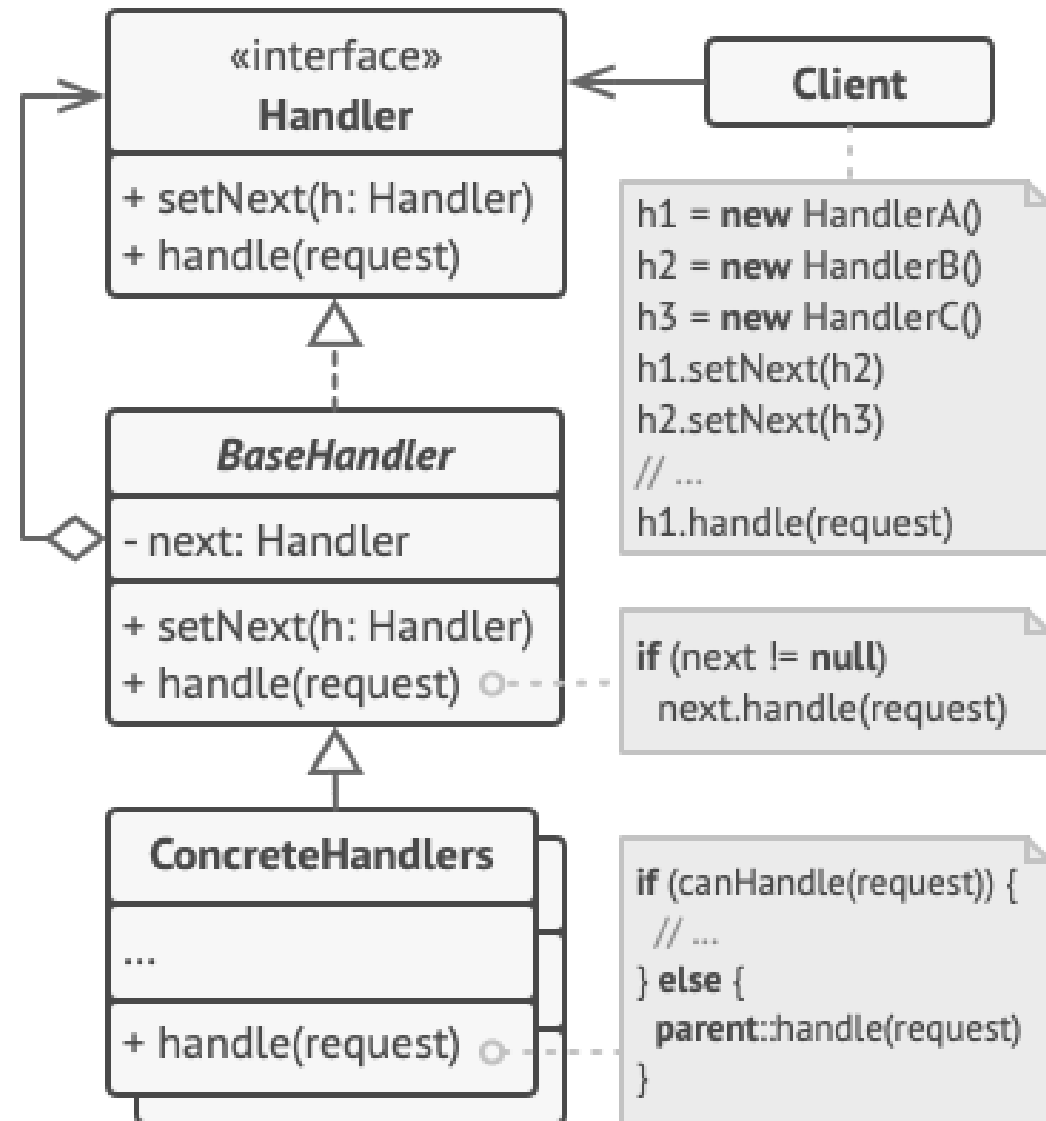 «interface»
Handler
+ setNext(h: Handler)
+ handle(request)
Client
h1 = new HandlerA()
h2 = new HandlerB()
h3 = new HandlerC()
h1.setNext(h2)
h2.setNext(h3)
// ...
h1.handle(request)
BaseHandler
- next: Handler
+ setNext(h: Handler)
+ handle(request)
if (next != null)
next.handle(request)
ConcreteHandlers
...
+ handle(request)
if (canHandle(request)) {
// ...
} else {
parent::handle(request)
}